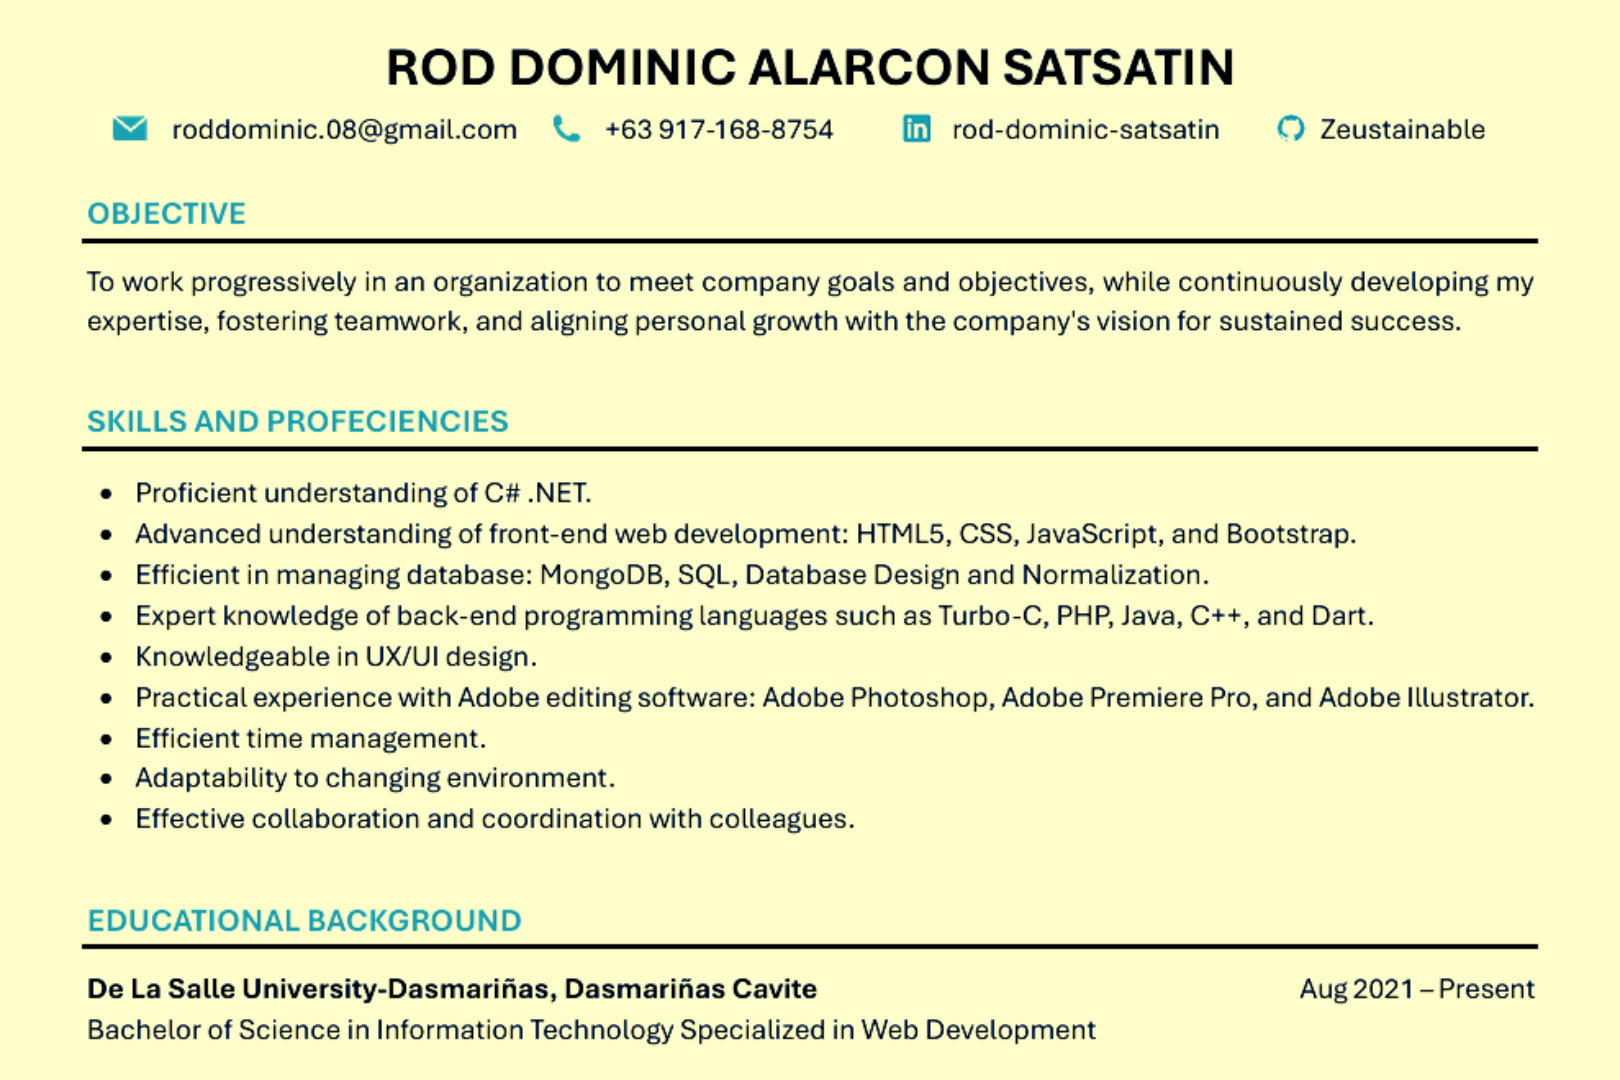 ROD DOMINIC ALARCON SATSATIN
roddominic.08@gmail.com +63 917-168-8754 rod-dominic-satsatin Zeustainable
OBJECTIVE
To work progressively in an organization to meet company goals and objectives, while continuously developing my
expertise, fostering teamwork, and aligning personal growth with the company's vision for sustained success.
SKILLS AND PROFECIENCIES
• Proficient understanding of C# .NET.
• Advanced understanding of front-end web development: HTML5, CSS, JavaScript, and Bootstrap.
• Efficient in managing database: MongoDB, SQL, Database Design and Normalization.
• Expert knowledge of back-end programming languages such as Turbo-C, PHP, Java, C++, and Dart.
• Knowledgeable in UX/UI design.
• Practical experience with Adobe editing software: Adobe Photoshop, Adobe Premiere Pro, and Adobe Illustrator.
• Efficient time management.
• Adaptability to changing environment.
• Effective collaboration and coordination with colleagues.
EDUCATIONAL BACKGROUND
De La Salle University-Dasmariñas, Dasmariñas Cavite Aug 2021 – Present
Bachelor of Science in Information Technology Specialized in Web Development